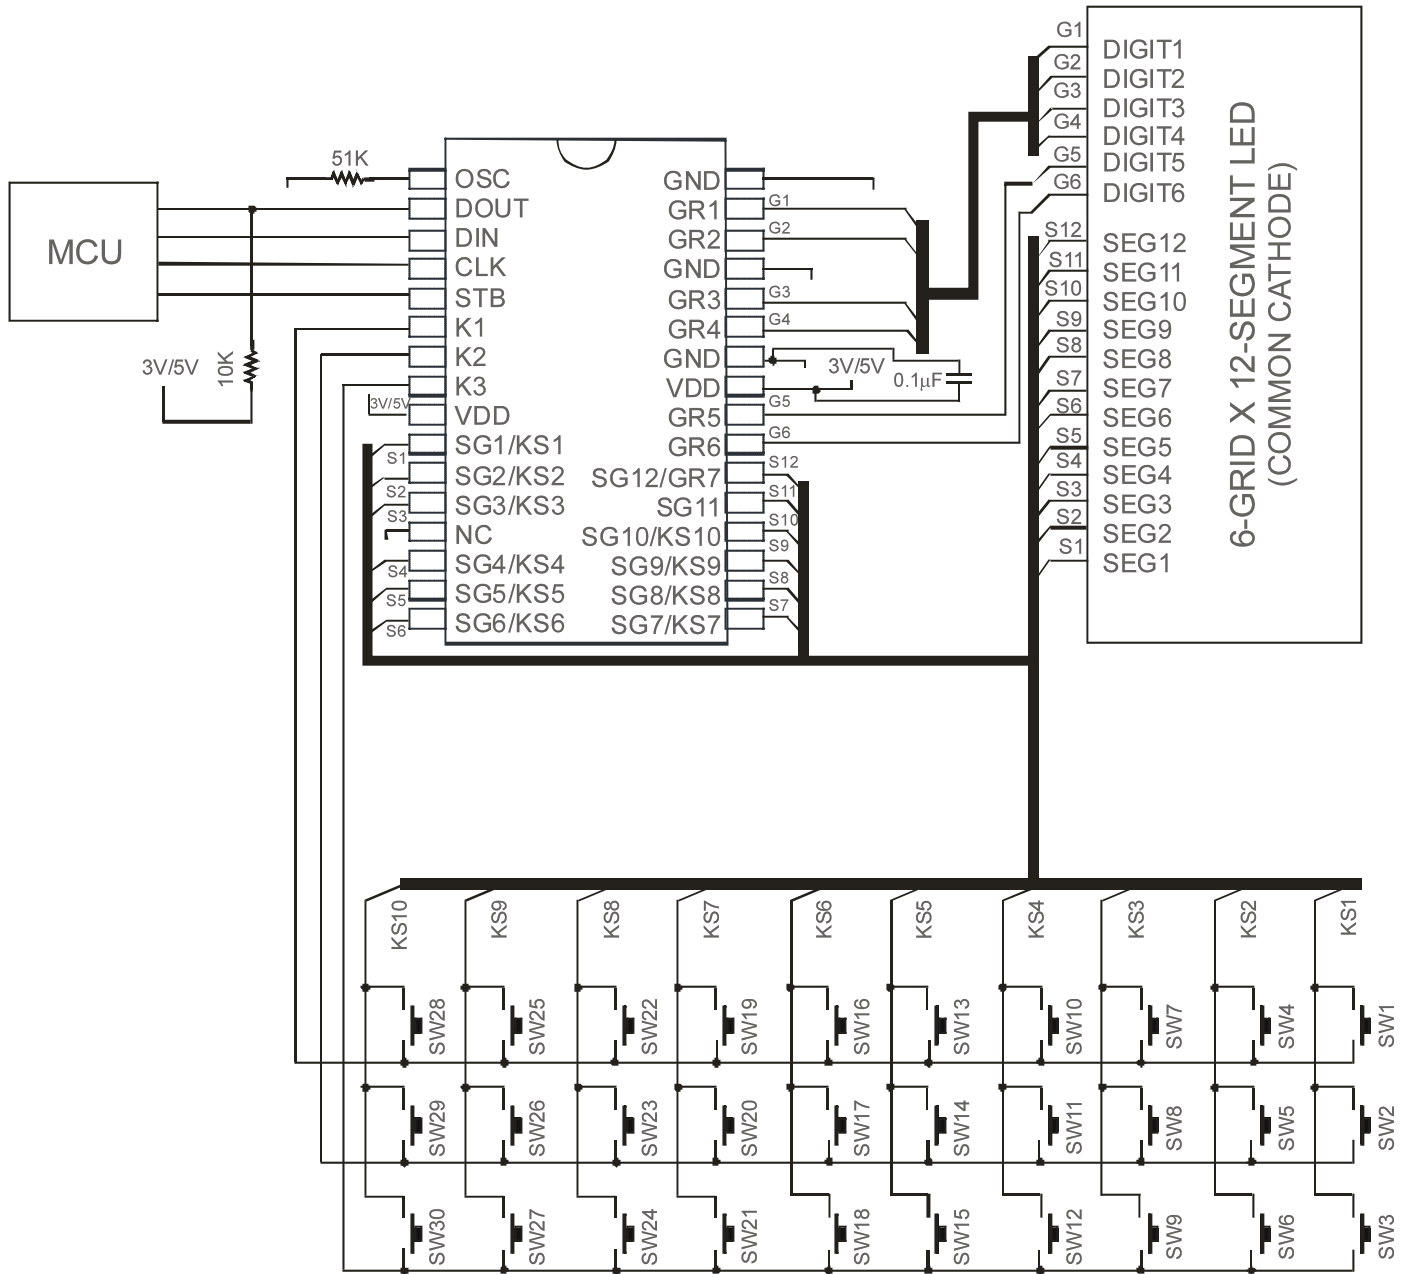 MCU
51K
10K
3V/5V
3V/5V
OSC
DOUT
DIN
CLK
STB
K1
K2
K3
VDD
SG1/KS1
SG2/KS2
SG3/KS3
NC
SG4/KS4
SG5/KS5
SG6/KS6
S1
S2
S3
S4
S5
S6
GND
GR1
GR2
GND
GR3
GR4
GND
VDD
GR5
GR6
SG12/GR7
SG11
SG10/KS10
SG9/KS9
SG8/KS8
SG7/KS7
G1
G2
G3
G4
3V/5V
0.1µF
G5
G6
S12
S11
S10
S9
S8
S7
G1
G2
G3
G4
G5
G6
S12
S11
S10
S9
S8
S7
S6
S5
S4
S3
S2
S1
DIGIT1
DIGIT2
DIGIT3
DIGIT4
DIGIT5
DIGIT6
SEG12
SEG11
SEG10
SEG9
SEG8
SEG7
SEG6
SEG5
SEG4
SEG3
SEG2
SEG1
6-GRID X 12-SEGMENT LED
(COMMON CATHODE)
KS10 KS9 KS8 KS7 KS6 KS5 KS4 KS3 KS2 KS1
SW28 SW25 SW22 SW19 SW16 SW13 SW10 SW7 SW4 SW1
SW29 SW26 SW23 SW20 SW17 SW14 SW11 SW8 SW5 SW2
SW30 SW27 SW24 SW21 SW18 SW15 SW12 SW9 SW6 SW3